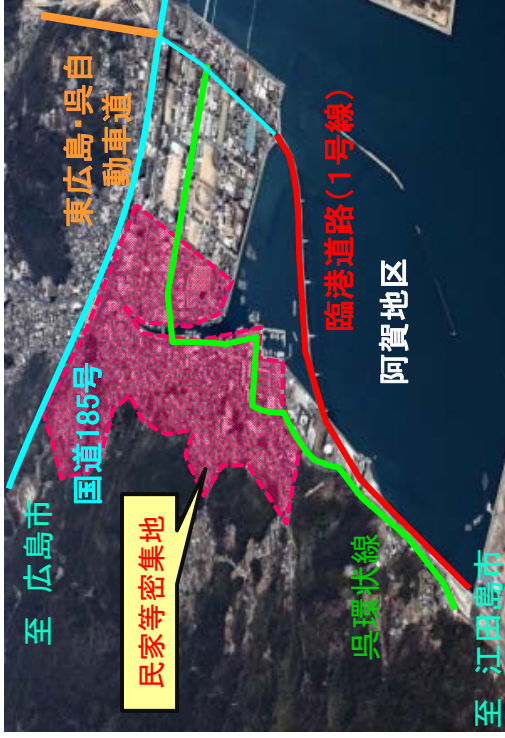 東広島・呉自
動車道
国道185号
至 広島市
民家等密集地
臨港道路(1号線)
阿賀地区
呉環状線
至 江田島市